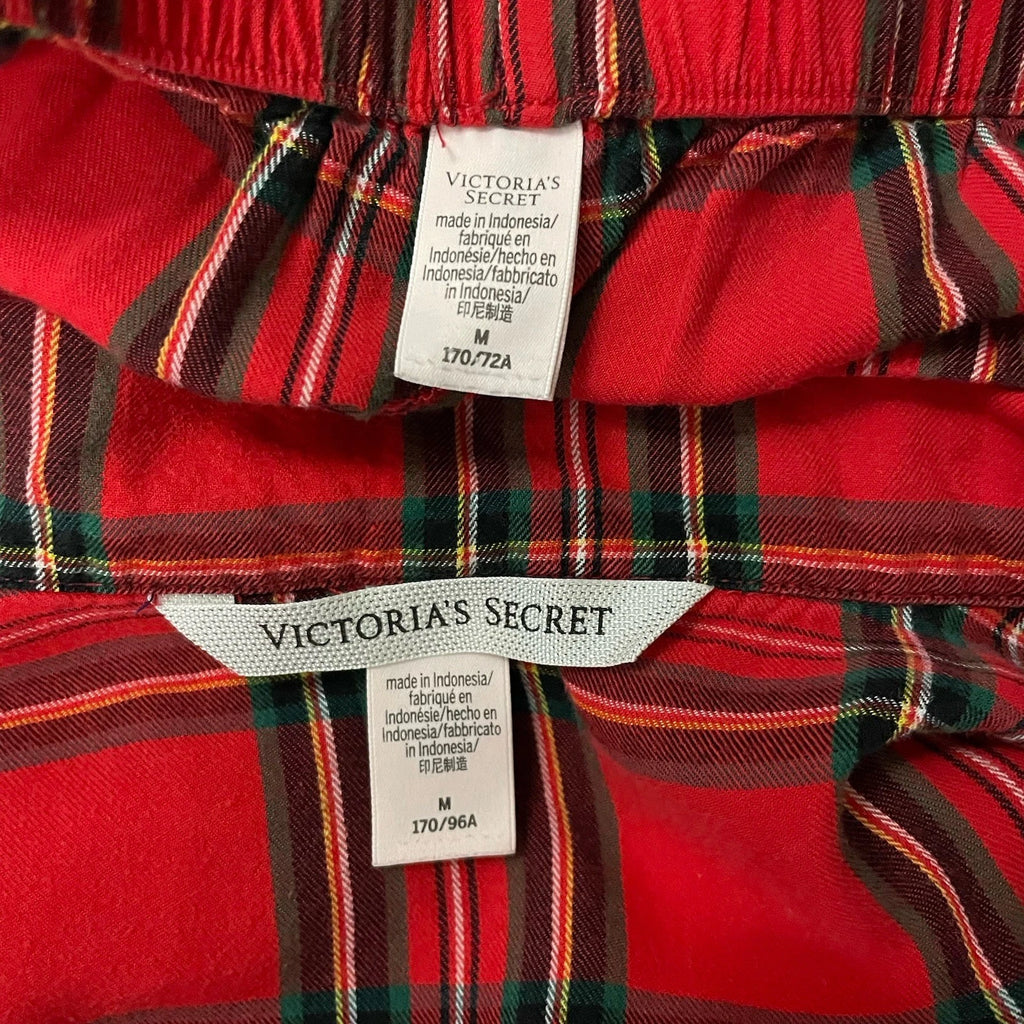 VICTORIA'S
SECRET
made in Indonesia/
fabriqué en
Indonésie/hecho en
Indonesia/fabbricato
in Indonesia/
印尼制造
M
170/72A
VICTORIA'S SECRET
made in Indonesia/
fabriqué en
Indonésie/hecho en
Indonesia/fabbricato
in Indonesia/
印尼制造
M
170/96A